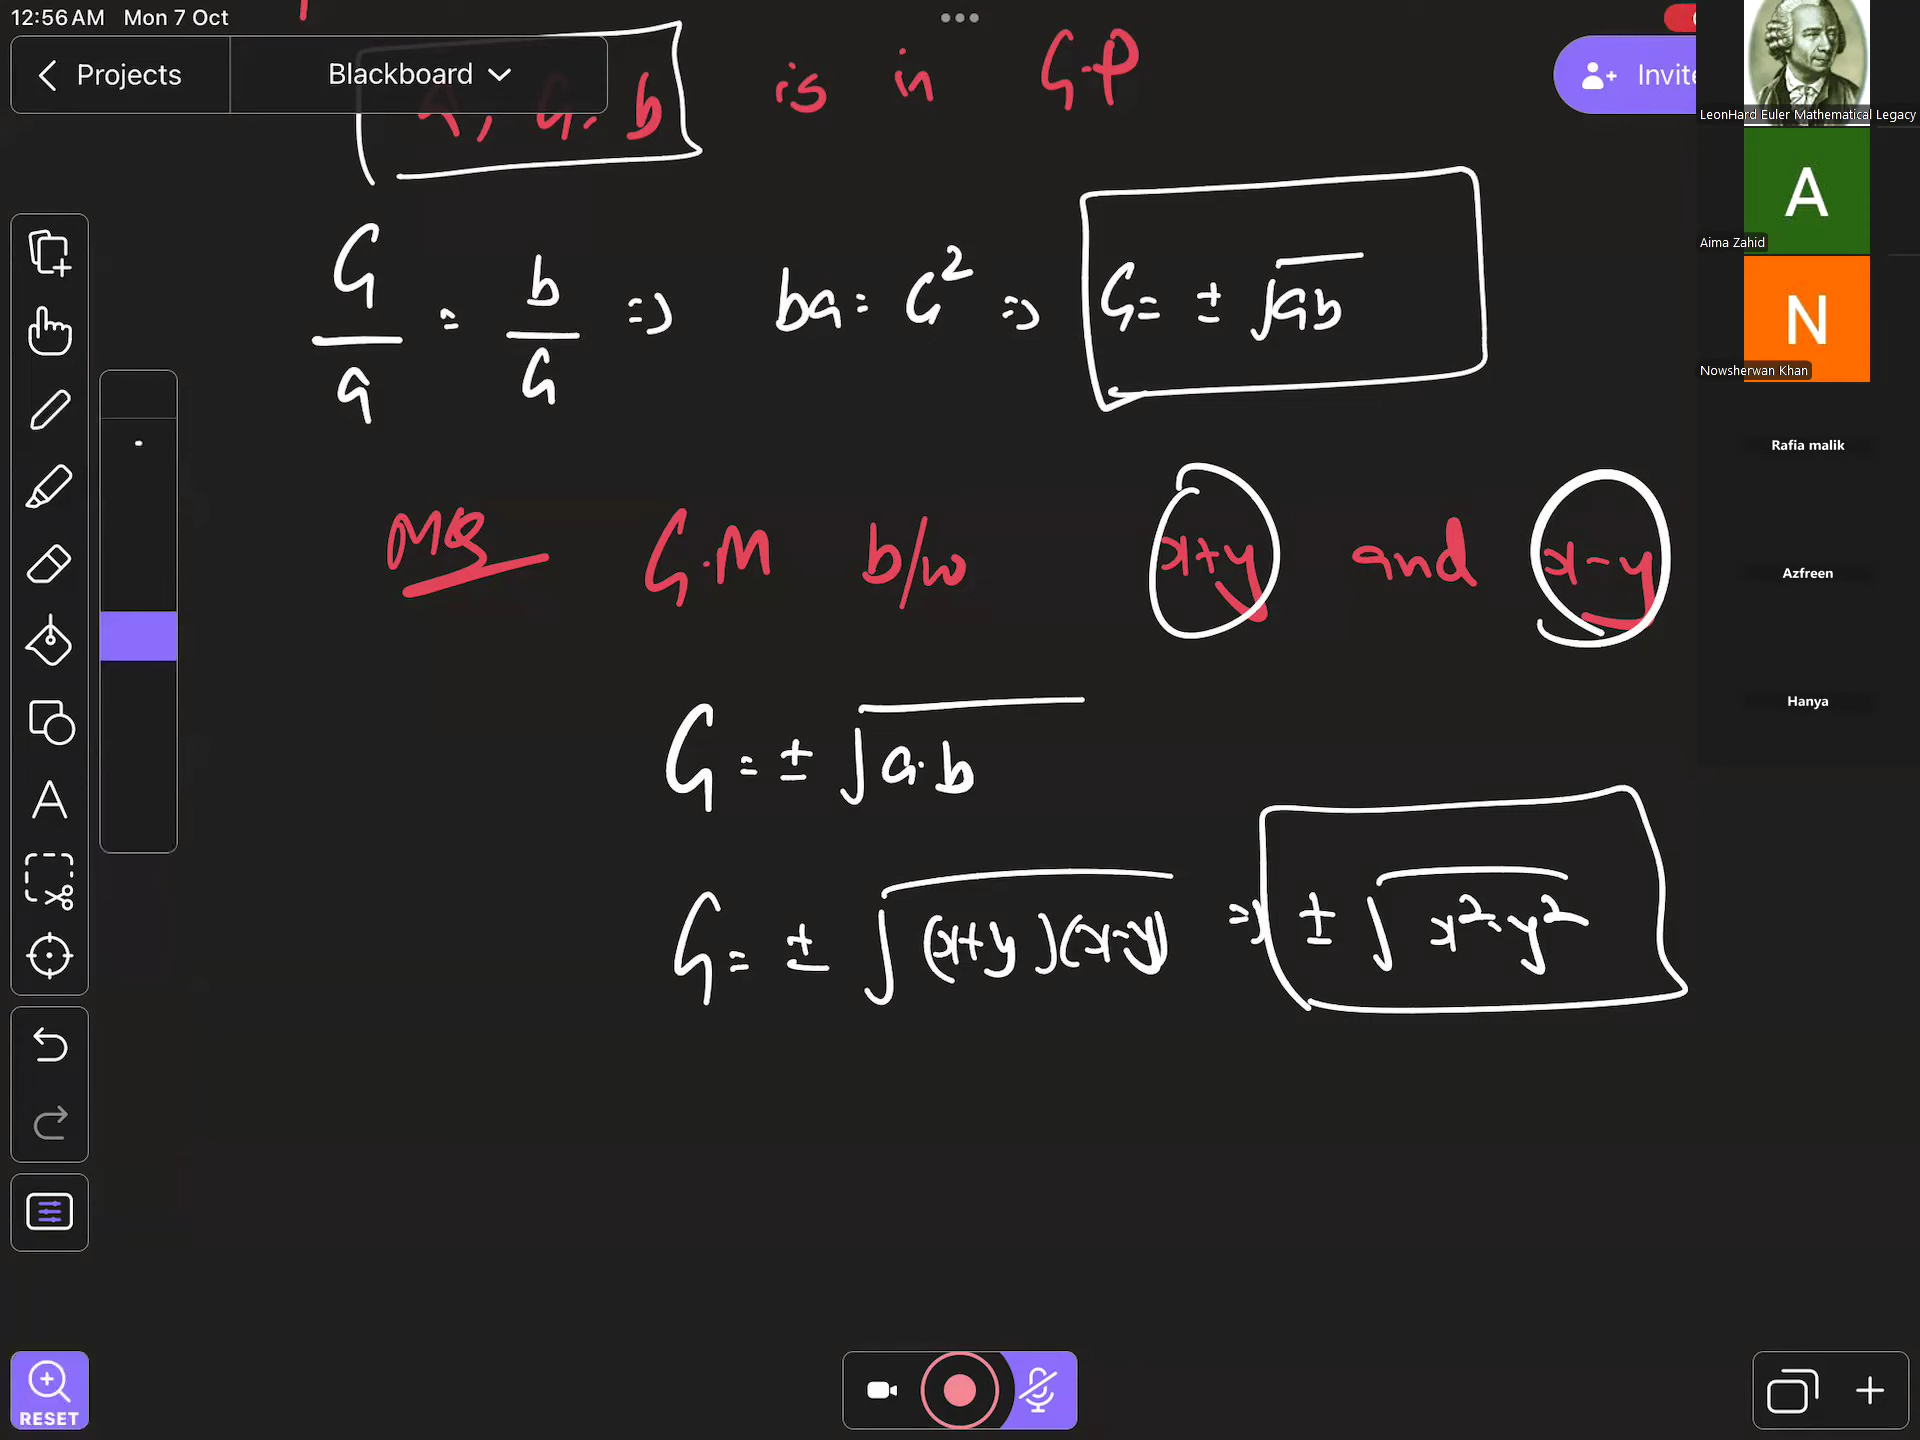 12:56 AM Mon 7 Oct
Projects
Blackboard
Invite
a, G, b is in G.P
G/a = b/G => ba = G² => G = ± √ab
MQ G.M b/w x+y and x-y
G = ± √a.b
G = ± √(x+y)(x-y) => ± √x²-y²
A
RESET
LeonHard Euler Mathematical Legacy
A
Aima Zahid
N
Nowsherwan Khan
Rafia malik
Azfreen
Hanya